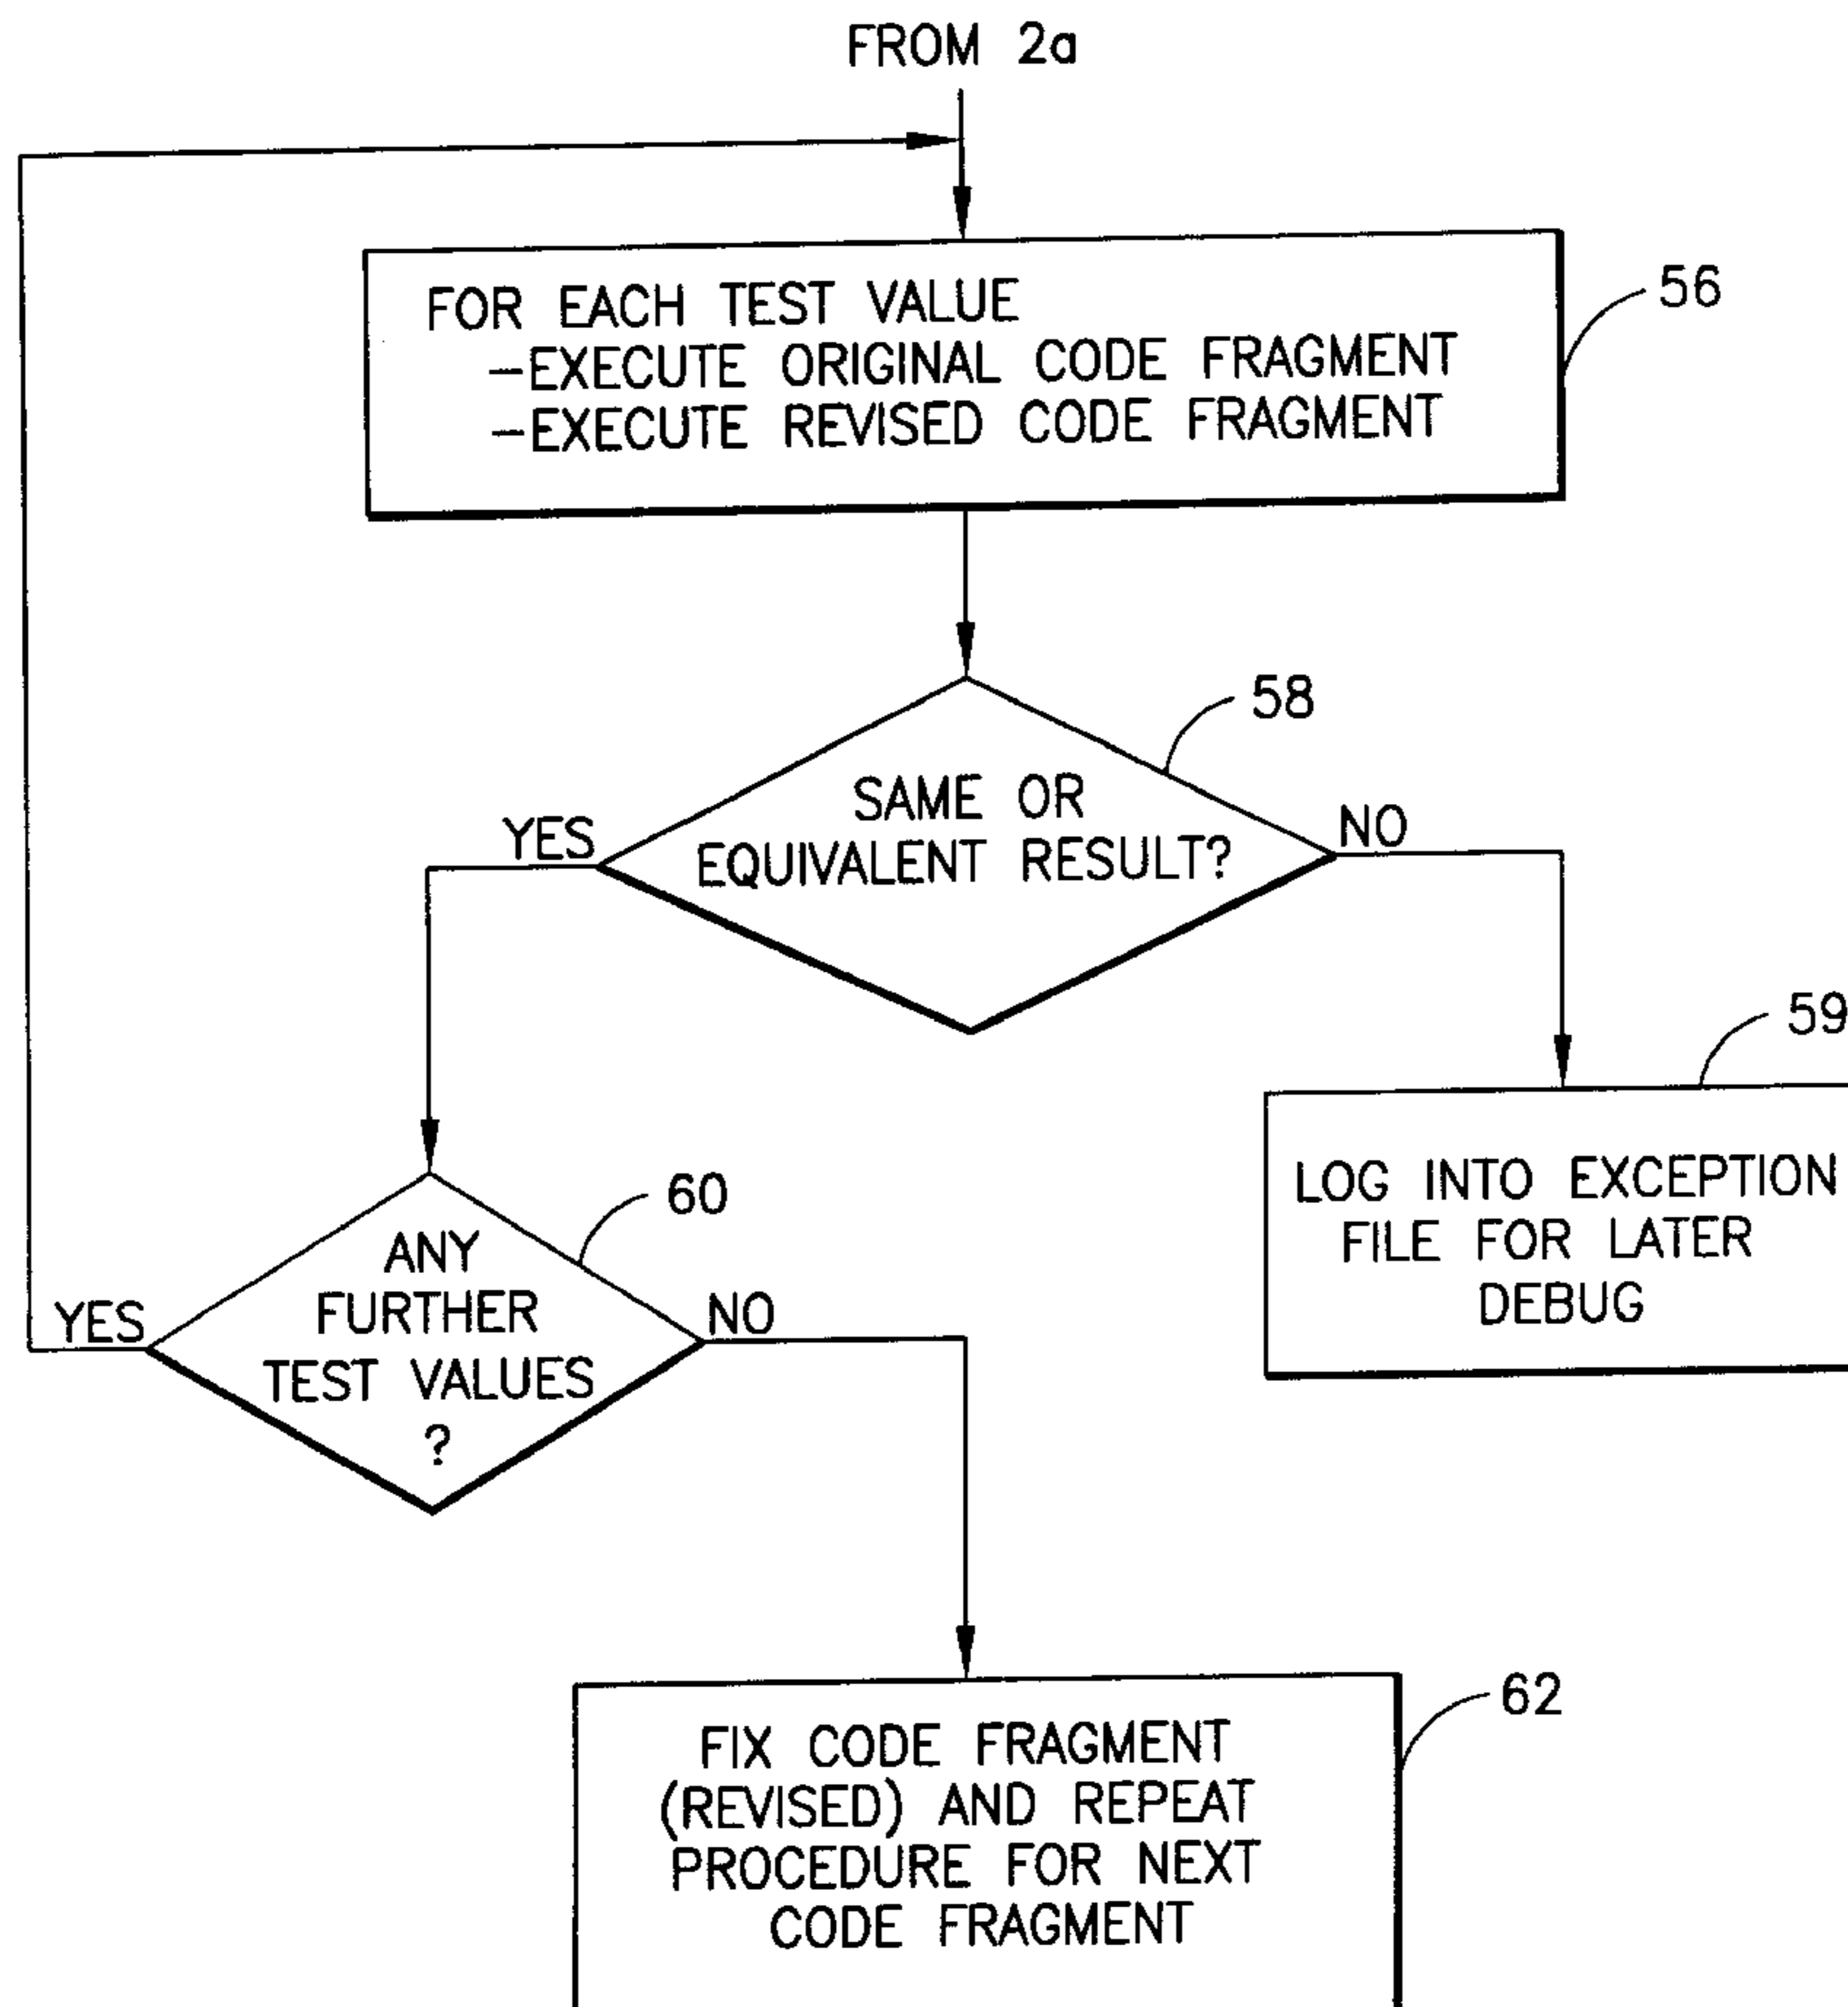 FROM 2a
FOR EACH TEST VALUE
-EXECUTE ORIGINAL CODE FRAGMENT
-EXECUTE REVISED CODE FRAGMENT
56
58
SAME OR
EQUIVALENT RESULT?
YES
NO
59
LOG INTO EXCEPTION
FILE FOR LATER
DEBUG
60
ANY
FURTHER
TEST VALUES
?
YES
NO
62
FIX CODE FRAGMENT
(REVISED) AND REPEAT
PROCEDURE FOR NEXT
CODE FRAGMENT